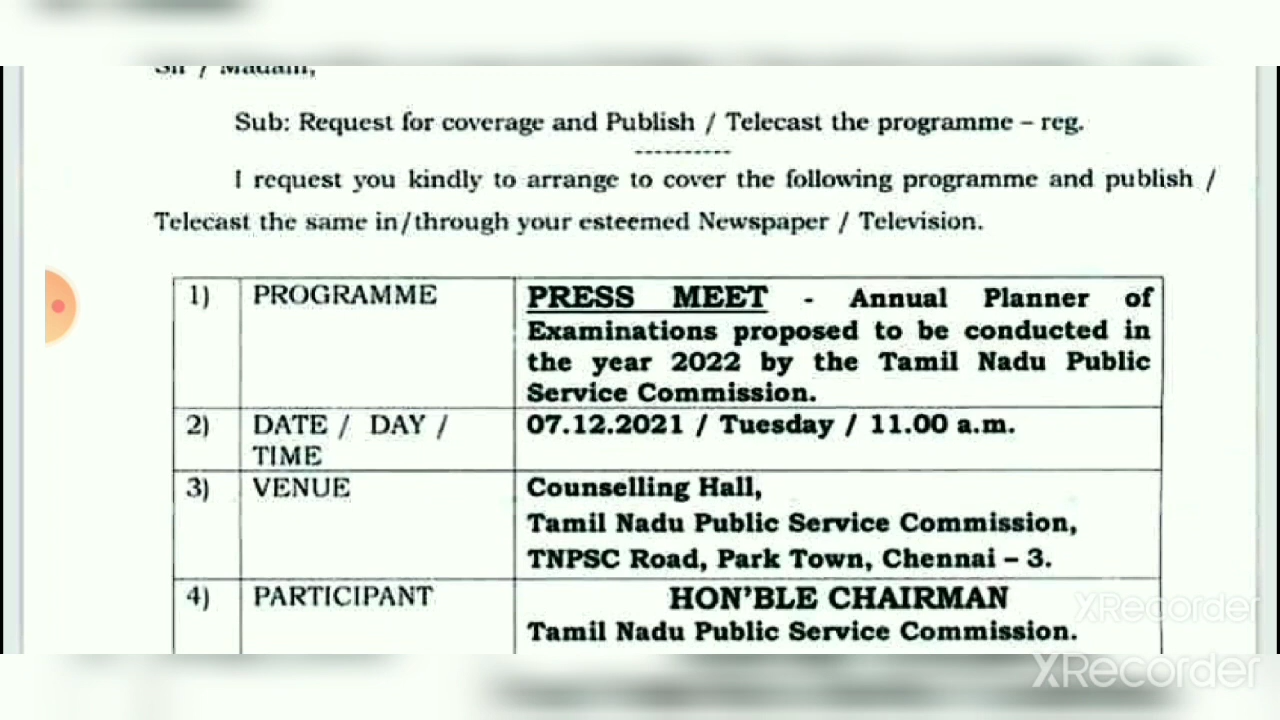 Sir / Madam,
Sub: Request for coverage and Publish / Telecast the programme – reg.
----------
I request you kindly to arrange to cover the following programme and publish /
Telecast the same in/through your esteemed Newspaper / Television.
1) PROGRAMME PRESS MEET - Annual Planner of
Examinations proposed to be conducted in
the year 2022 by the Tamil Nadu Public
Service Commission.
2) DATE / DAY / 07.12.2021 / Tuesday / 11.00 a.m.
TIME
3) VENUE Counselling Hall,
Tamil Nadu Public Service Commission,
TNPSC Road, Park Town, Chennai – 3.
4) PARTICIPANT HON'BLE CHAIRMAN
Tamil Nadu Public Service Commission.
XRecorder
XRecorder